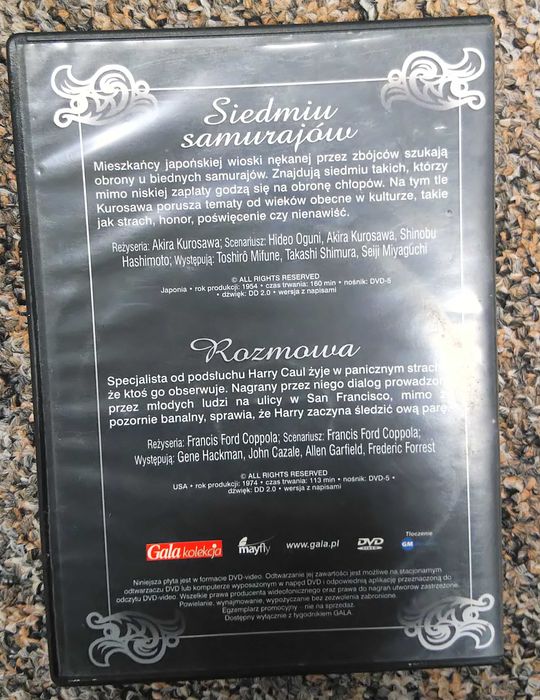 Siedmiu
samurajów
Mieszkańcy japońskiej wioski nękanej przez zbójców szukają
obrony u biednych samurajów. Znajdują siedmiu takich, którzy
mimo niskiej zapłaty godzą się na obronę chłopów. Na tym tle
Kurosawa porusza tematy od wieków obecne w kulturze, takie
jak strach, honor, poświęcenie czy nienawiść.
Reżyseria: Akira Kurosawa; Scenariusz: Hideo Oguni, Akira Kurosawa, Shinobu
Hashimoto; Występują: Toshirō Mifune, Takashi Shimura, Seiji Miyagûchi
© ALL RIGHTS RESERVED
Japonia • rok produkcji: 1954 • czas trwania: 160 min • nośnik: DVD-5
• dźwięk: DD 2.0 • wersja z napisami
Rozmowa
Specjalista od podsłuchu Harry Caul żyje w panicznym strach
że ktoś go obserwuje. Nagrany przez niego dialog prowadzon
przez młodych ludzi na ulicy w San Francisco, mimo ż
pozornie banalny, sprawia, że Harry zaczyna śledzić ową parę.
Reżyseria: Francis Ford Coppola; Scenariusz: Francis Ford Coppola;
Występują: Gene Hackman, John Cazale, Allen Garfield, Frederic Forrest
© ALL RIGHTS RESERVED
USA • rok produkcji: 1974 • czas trwania: 113 min • nośnik: DVD-5 •
dźwięk: DD 2.0 • wersja z napisami
Gala kolekcja mayfly www.gala.pl DVD VIDEO Tłoczenie GM
Niniejsza płyta jest w formacie DVD-video. Odtwarzanie jej zawartości jest możliwe na stacjonarnym
odtwarzaczu DVD lub komputerze wyposażonym w napęd DVD i odpowiednią aplikację przeznaczoną do
odczytu DVD-video. Wszelkie prawa producenta wideofonicznego oraz prawa do nagrań utworów zastrzeżone.
Powielanie, wynajmowanie, wypożyczanie bez zezwolenia zabronione.
Egzemplarz promocyjny – nie na sprzedaż.
Dostępny wyłącznie z tygodnikiem GALA.